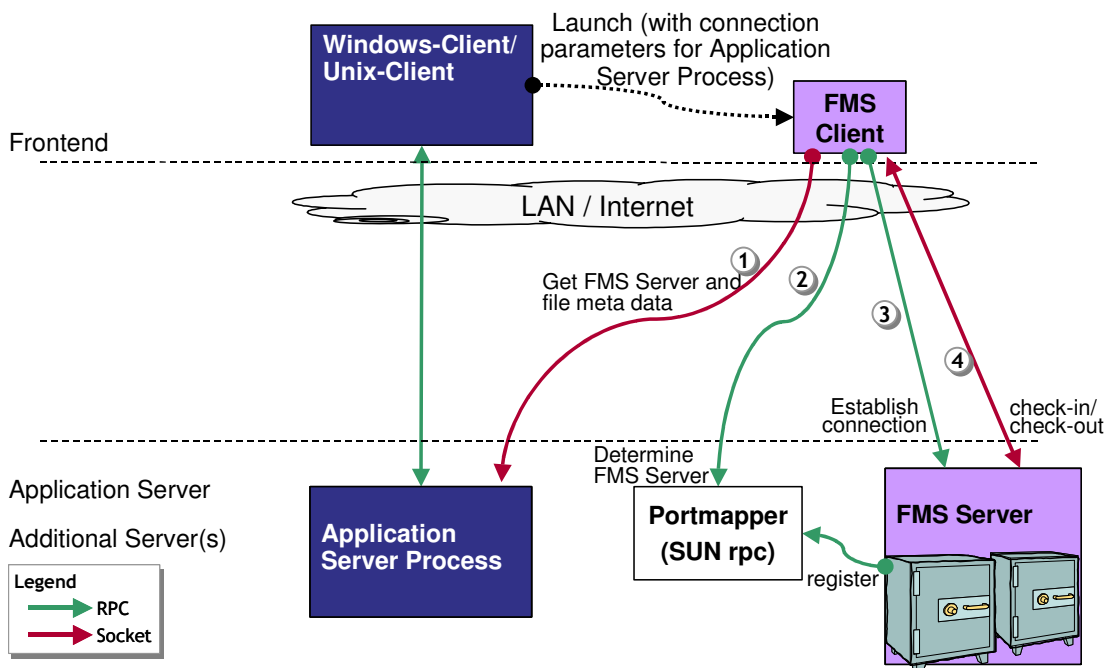 Windows-Client/
Unix-Client
Launch (with connection
parameters for Application
Server Process)
FMS
Client
Frontend
LAN / Internet
1
Get FMS Server and
file meta data
2
3
4
Establish
connection
check-in/
check-out
Determine
FMS Server
Application Server
Additional Server(s)
Application
Server Process
Portmapper
(SUN rpc)
register
FMS Server
Legend
RPC
Socket